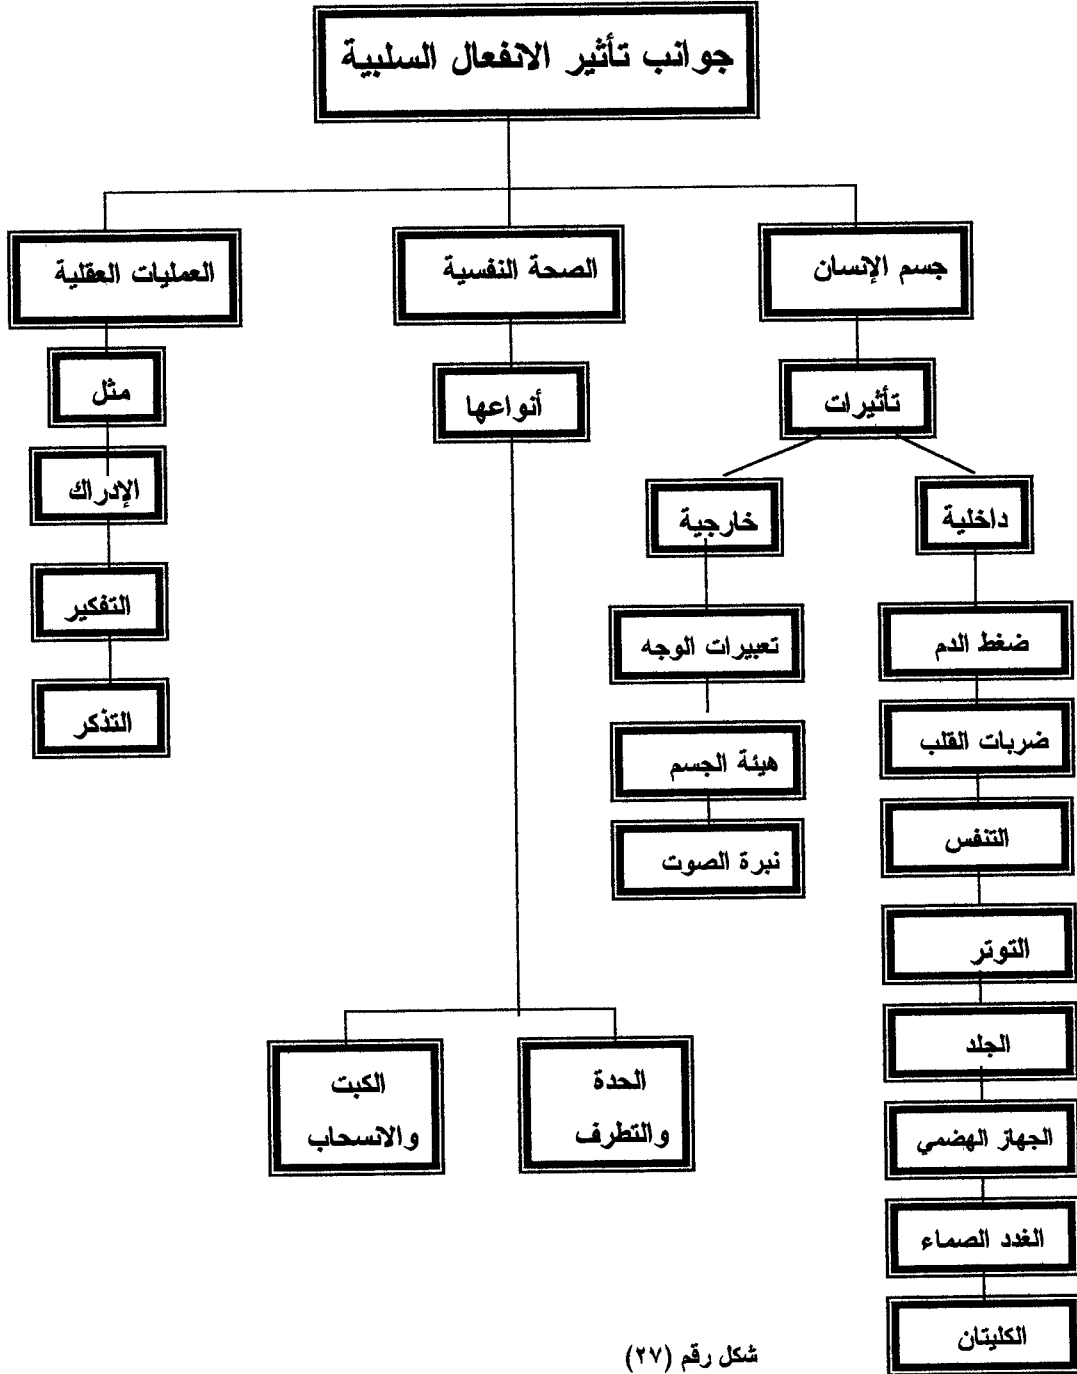 جوانب تأثير الانفعال السلبية
جسم الإنسان
الصحة النفسية
العمليات العقلية
تأثيرات
أنواعها
مثل
داخلية
خارجية
الإدراك
التفكير
التذكر
ضغط الدم
ضربات القلب
التنفس
التوتر
الجلد
الجهاز الهضمي
الغدد الصماء
الكليتان
تعبيرات الوجه
هيئة الجسم
نبرة الصوت
الحدة
والتطرف
الكبت
والانسحاب
شكل رقم (٢٧)